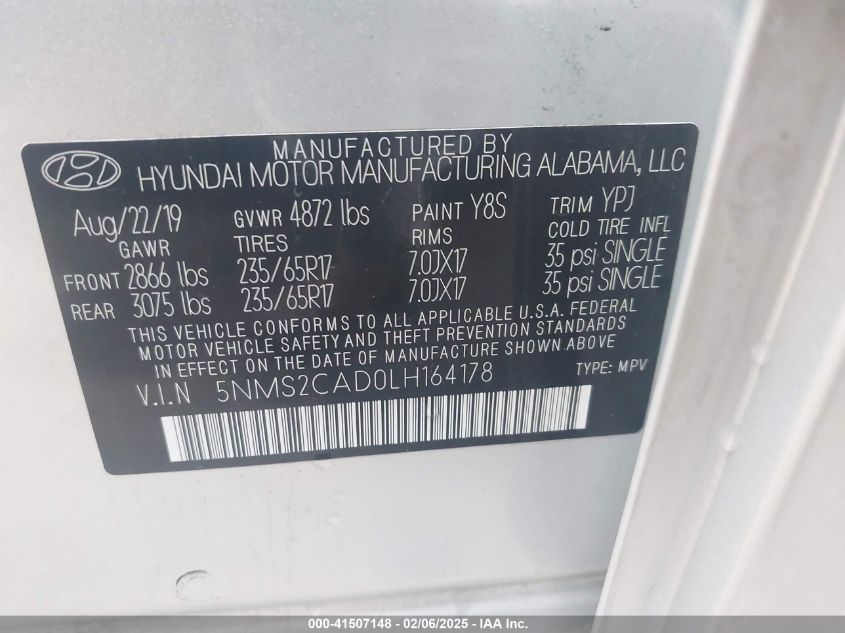 MANUFACTURED BY
HYUNDAI MOTOR MANUFACTURING ALABAMA, LLC
Aug/22/19 GVWR 4872 lbs PAINT Y8S TRIM YPJ
GAWR TIRES RIMS COLD TIRE INFL
FRONT 2866 lbs 235/65R17 7.0JX17 35 psi SINGLE
REAR 3075 lbs 235/65R17 7.0JX17 35 psi SINGLE
THIS VEHICLE CONFORMS TO ALL APPLICABLE U.S.A. FEDERAL
MOTOR VEHICLE SAFETY AND THEFT PREVENTION STANDARDS
IN EFFECT ON THE DATE OF MANUFACTURE SHOWN ABOVE
V.I.N 5NMS2CAD0LH164178 TYPE: MPV
000-41507148 - 02/06/2025 - IAA Inc.